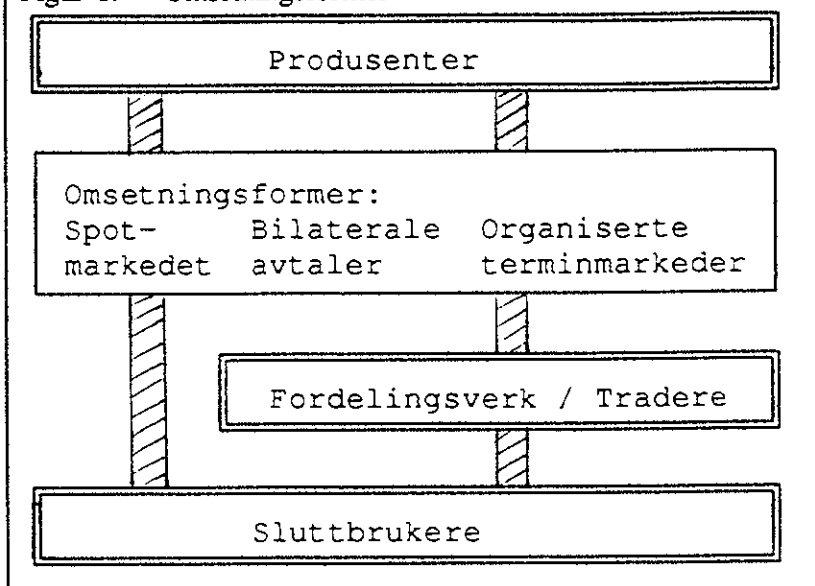 Produsenter
Omsetningsformer:
Spot- Bilaterale Organiserte
markedet avtaler terminmarkeder
Fordelingsverk / Tradere
Sluttbrukere